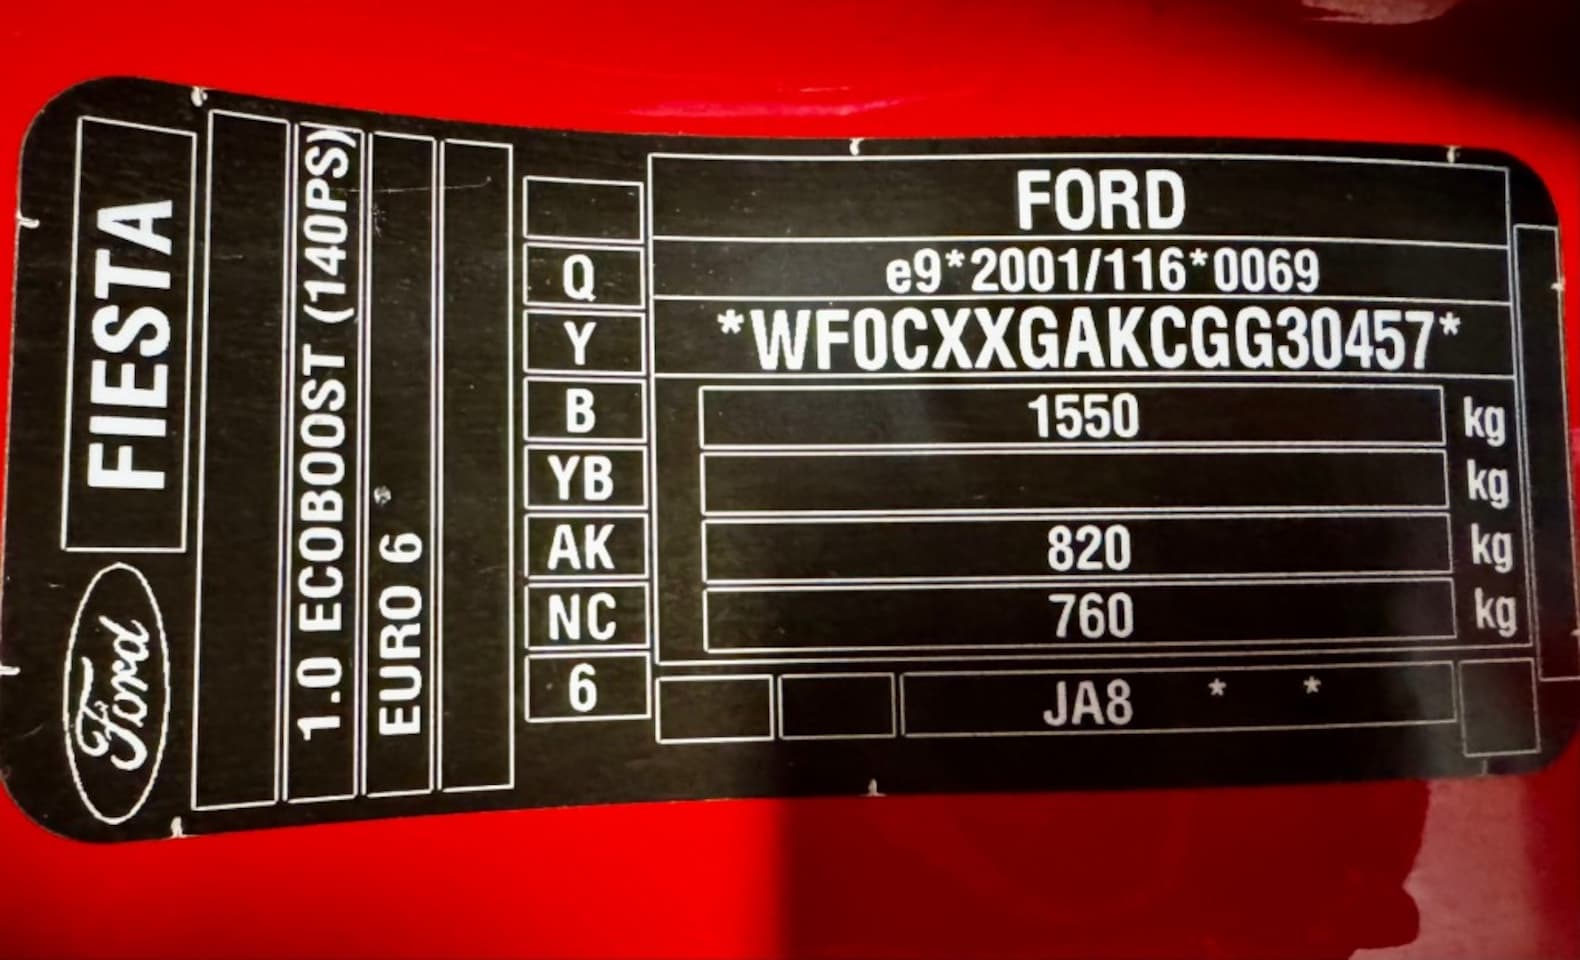 FIESTA
Ford
1.0 ECOBOOST (140PS)
EURO 6
FORD
Q e9*2001/116*0069
Y *WF0CXXGAKCGG30457*
B 1550 kg
YB kg
AK 820 kg
NC 760 kg
6 JA8 * *